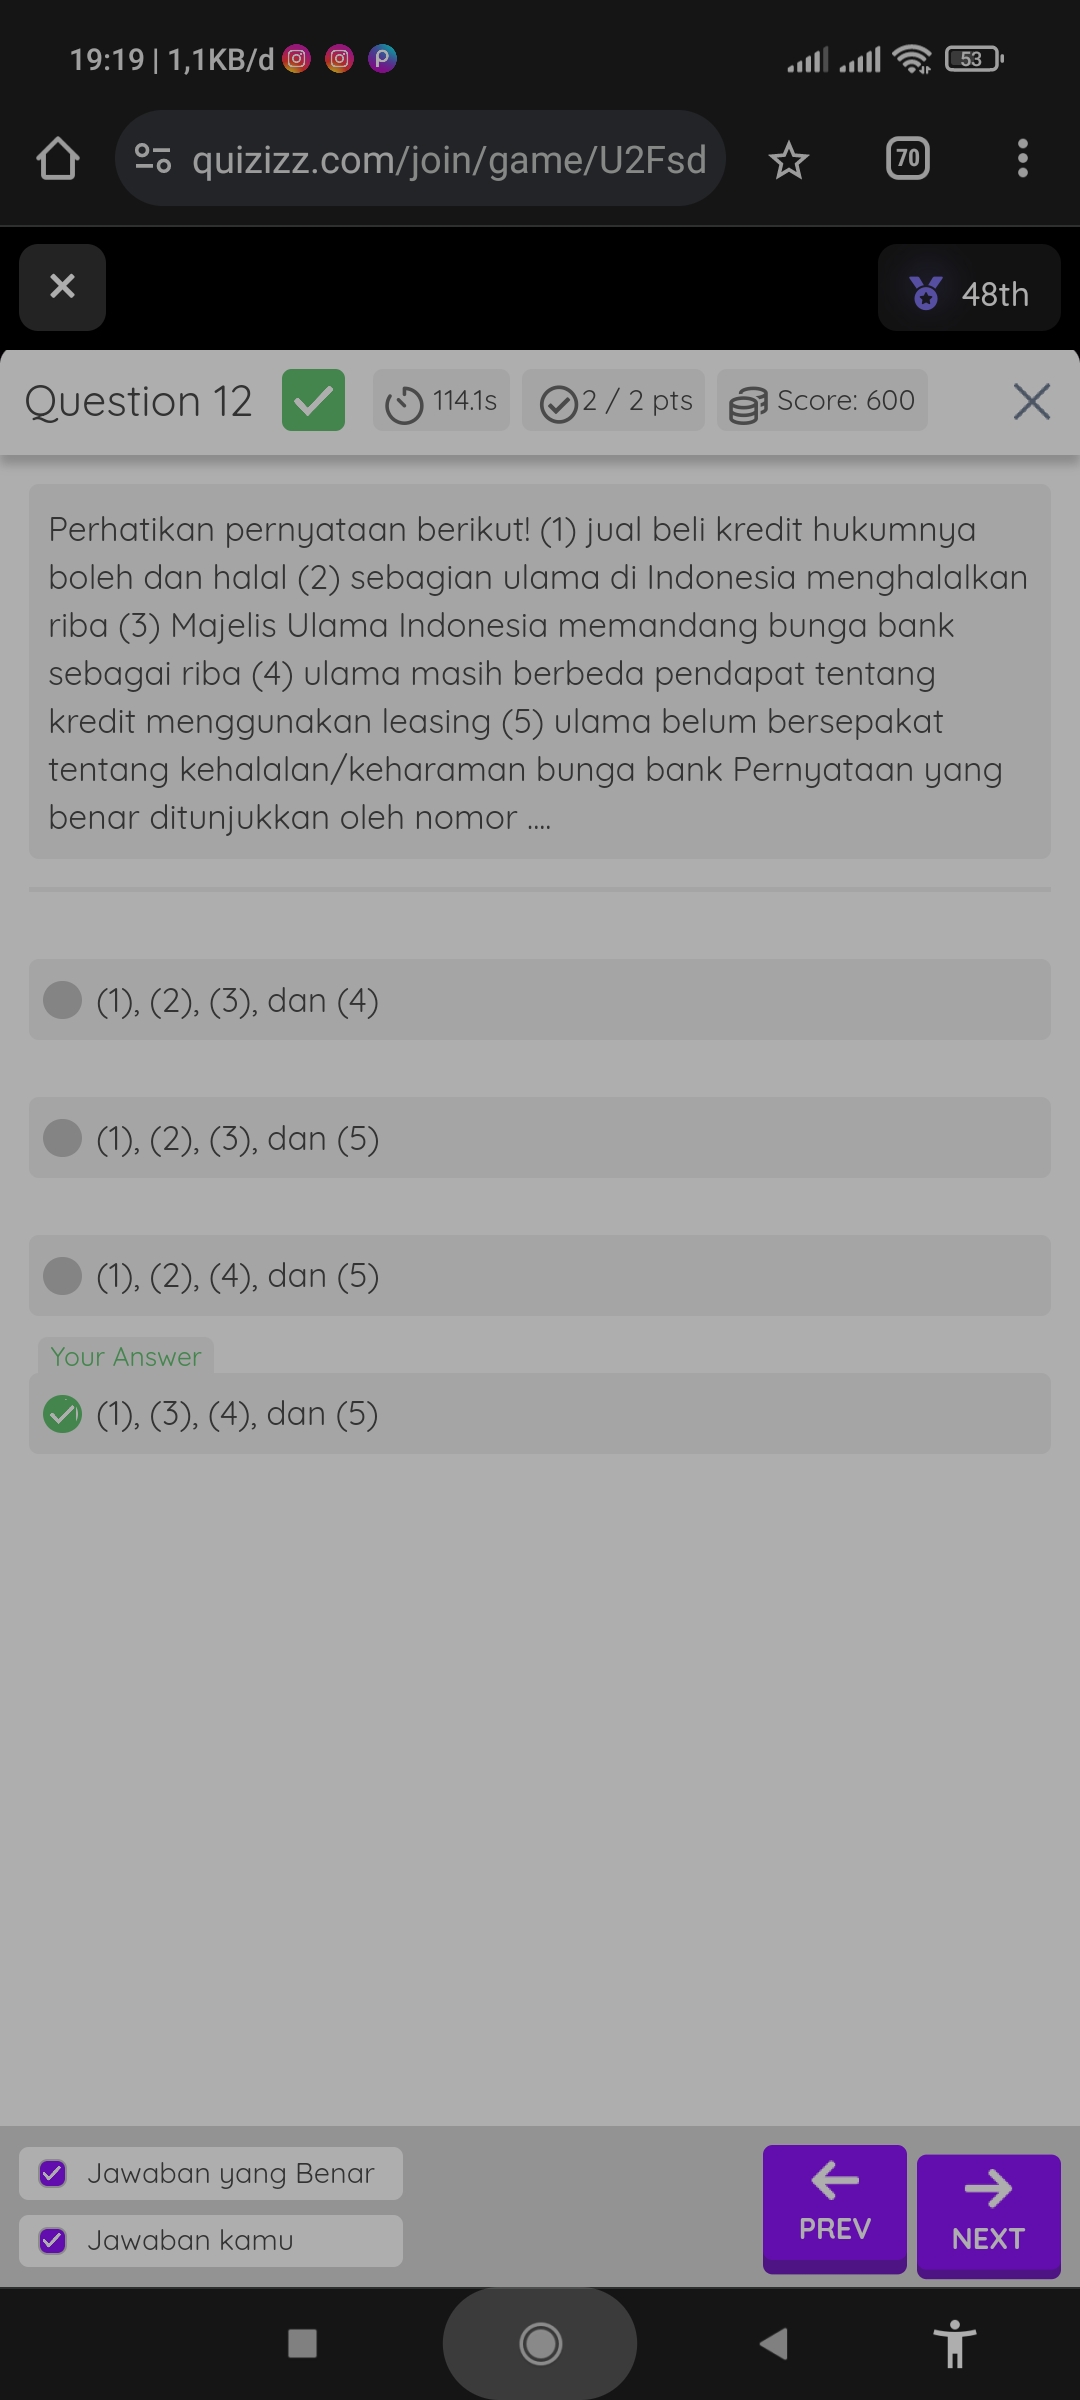 19:19 | 1,1KB/d
53
quizizz.com/join/game/U2Fsd
70
48th
Question 12
114.1s
2 / 2 pts
Score: 600
Perhatikan pernyataan berikut! (1) jual beli kredit hukumnya
boleh dan halal (2) sebagian ulama di Indonesia menghalalkan
riba (3) Majelis Ulama Indonesia memandang bunga bank
sebagai riba (4) ulama masih berbeda pendapat tentang
kredit menggunakan leasing (5) ulama belum bersepakat
tentang kehalalan/keharaman bunga bank Pernyataan yang
benar ditunjukkan oleh nomor ....
(1), (2), (3), dan (4)
(1), (2), (3), dan (5)
(1), (2), (4), dan (5)
Your Answer
(1), (3), (4), dan (5)
Jawaban yang Benar
Jawaban kamu
PREV
NEXT